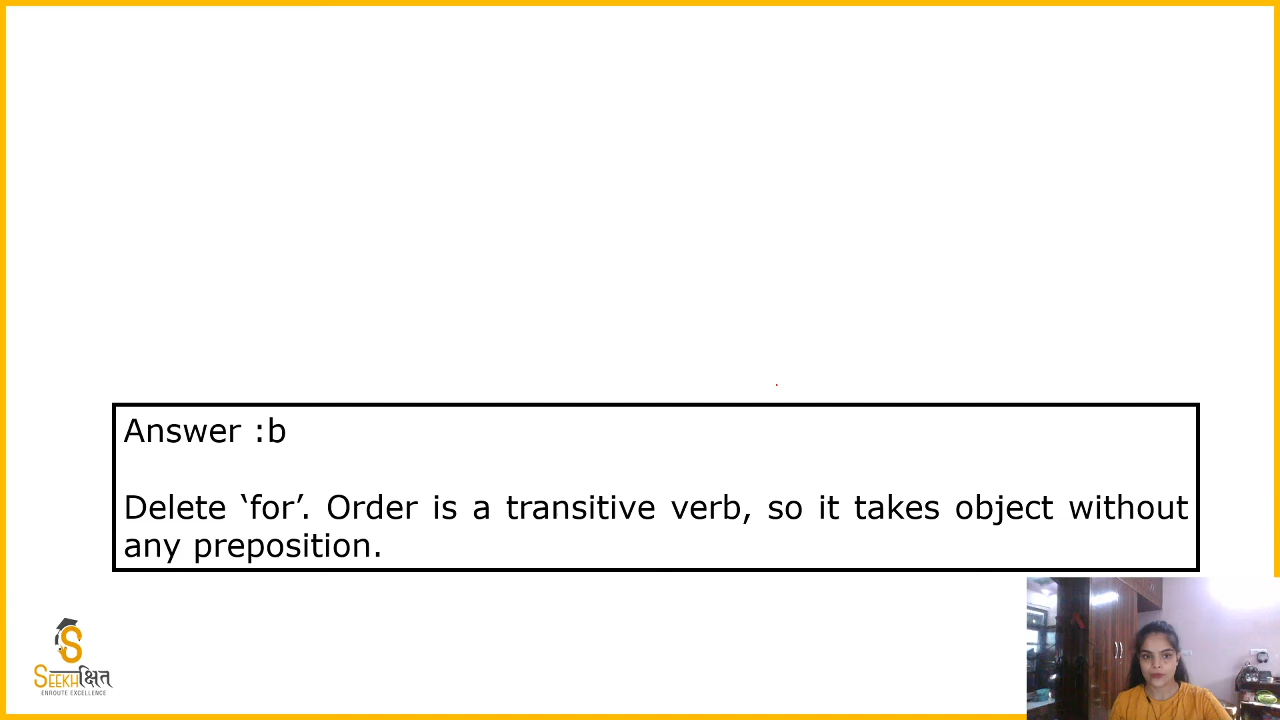 Answer :b
Delete ‘for’. Order is a transitive verb, so it takes object without
any preposition.
S
SEEKHक्षित
ENROUTE EXCELLENCE